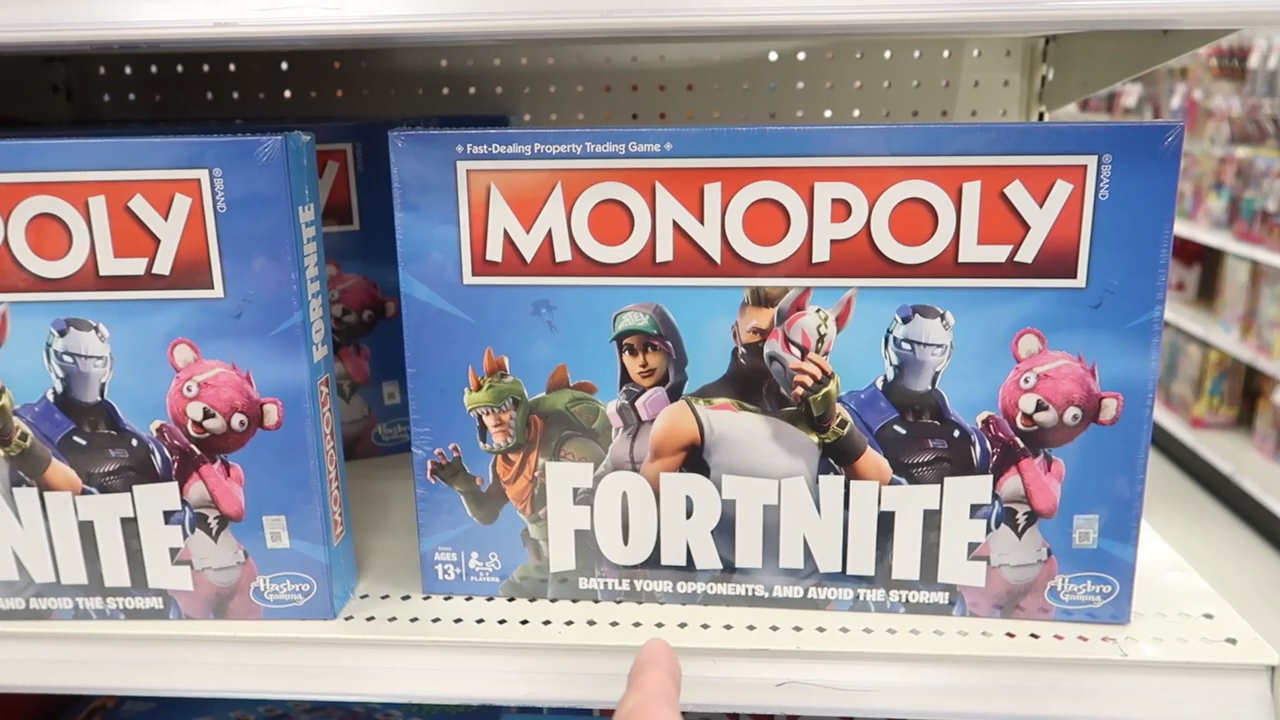 POLY
®BRAND
NITE
AND AVOID THE STORM!
Hasbro
Gaming
FORTNITE
MONOPOLY
Y
Hasbro
Fast-Dealing Property Trading Game
MONOPOLY
®BRAND
FORTNITE
AGES
13+
PLAYERS
BATTLE YOUR OPPONENTS, AND AVOID THE STORM!
Hasbro
Gaming